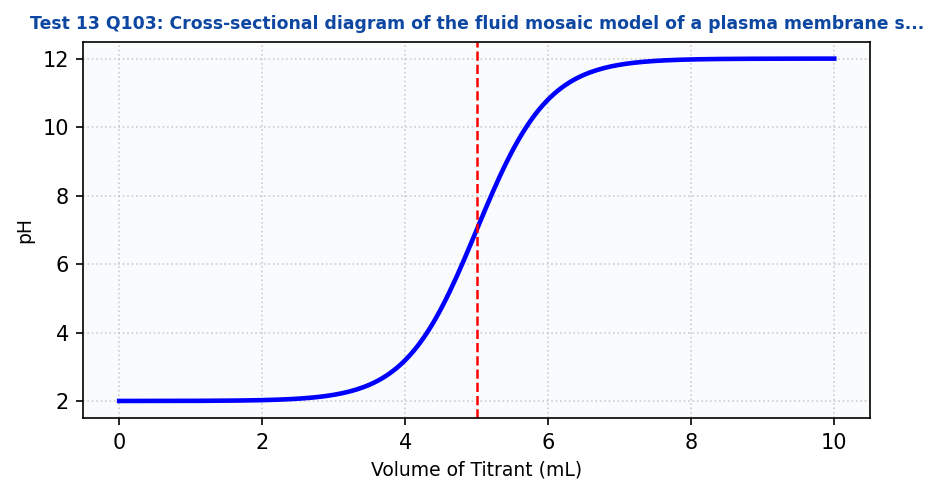 Test 13 Q103: Cross-sectional diagram of the fluid mosaic model of a plasma membrane s...
12
10
8
6
4
2
pH
0 2 4 6 8 10
Volume of Titrant (mL)